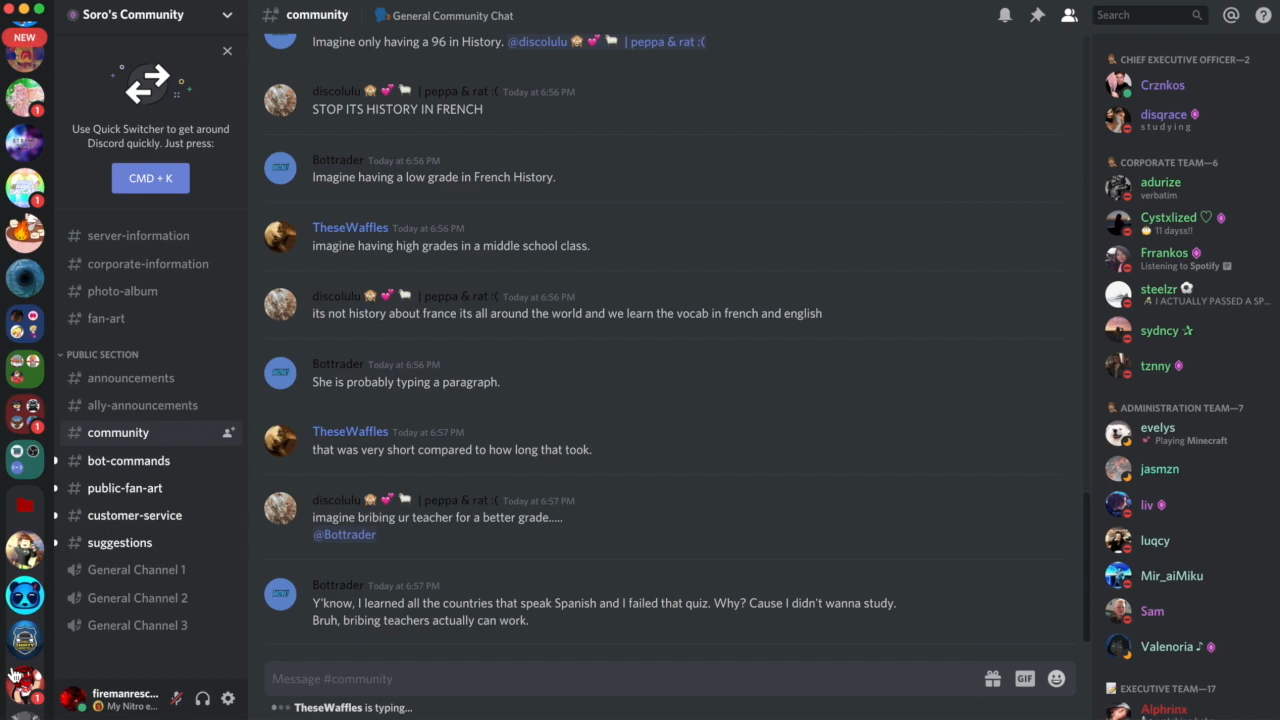 NEW
Soro's Community
Use Quick Switcher to get around
Discord quickly. Just press:
CMD + K
server-information
corporate-information
photo-album
fan-art
PUBLIC SECTION
announcements
ally-announcements
community
bot-commands
public-fan-art
customer-service
suggestions
General Channel 1
General Channel 2
General Channel 3
firemanresc...
My Nitro e...
1
1
1
1
# community
🗣️ General Community Chat
Search
Imagine only having a 96 in History. @discolulu 🙈 💕 🐑 | peppa & rat :(
discolulu 🙈 💕 🐑 | peppa & rat :( Today at 6:56 PM
STOP ITS HISTORY IN FRENCH
Bottrader Today at 6:56 PM
Imagine having a low grade in French History.
TheseWaffles Today at 6:56 PM
imagine having high grades in a middle school class.
discolulu 🙈 💕 🐑 | peppa & rat :( Today at 6:56 PM
its not history about france its all around the world and we learn the vocab in french and english
Bottrader Today at 6:56 PM
She is probably typing a paragraph.
TheseWaffles Today at 6:57 PM
that was very short compared to how long that took.
discolulu 🙈 💕 🐑 | peppa & rat :( Today at 6:57 PM
imagine bribing ur teacher for a better grade.....
@Bottrader
Bottrader Today at 6:57 PM
Y'know, I learned all the countries that speak Spanish and I failed that quiz. Why? Cause I didn't wanna study.
Bruh, bribing teachers actually can work.
Message #community
GIF
TheseWaffles is typing...
CHIEF EXECUTIVE OFFICER—2
Crznkos
disqrace
s t u d y i n g
CORPORATE TEAM—6
adurize
verbatim
Cystxlized ♡
11 dayss!!
Frrankos
Listening to Spotify
steelzr ⚽
I ACTUALLY PASSED A SP...
sydncy ✰
tznny
ADMINISTRATION TEAM—7
evelys
Playing Minecraft
jasmzn
liv
luqcy
Mir_aiMiku
Sam
Valenoria ♪
EXECUTIVE TEAM—17
Alphrinx